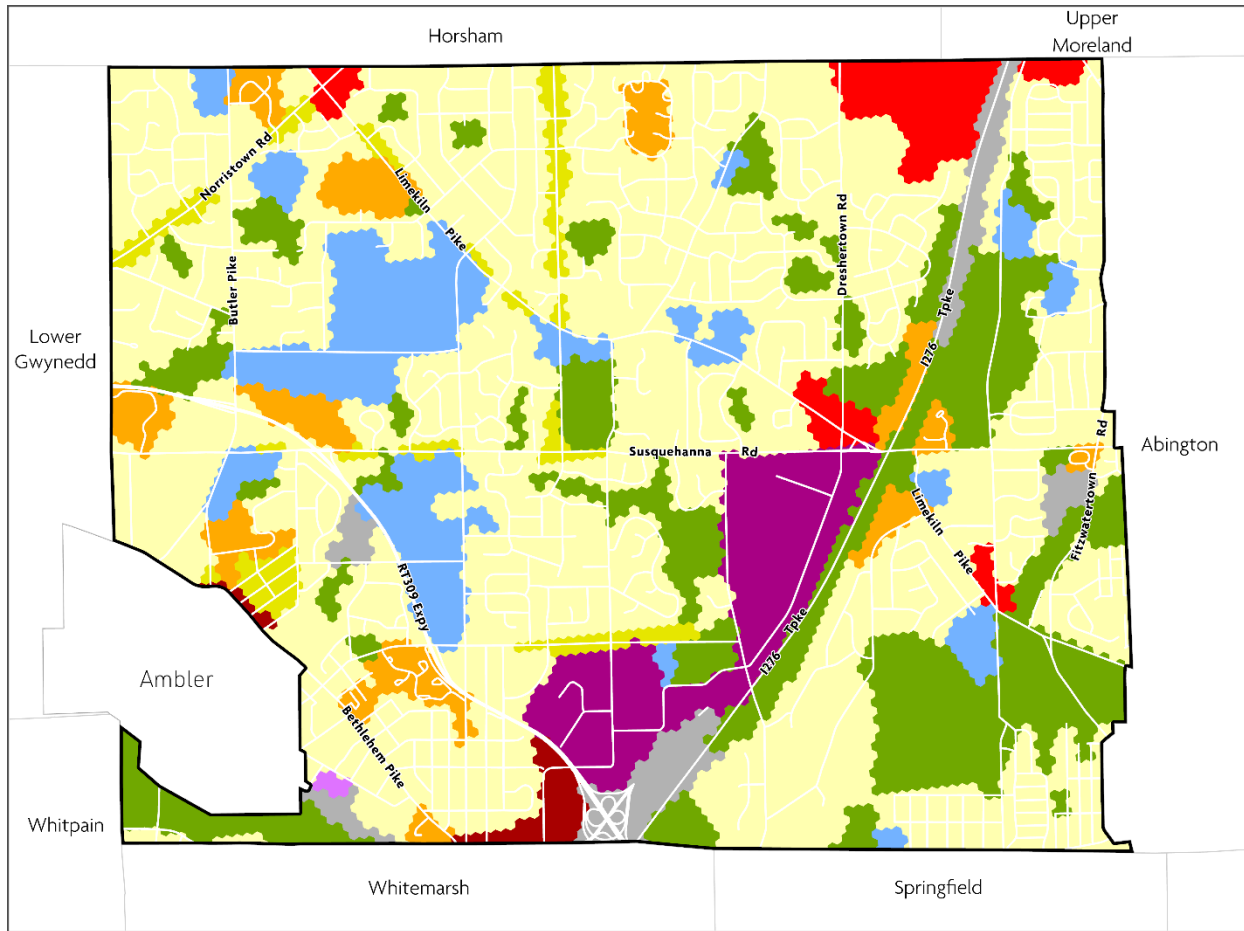 Horsham
Upper
Moreland
Norristown Rd
Limekiln
Pike
Butler Pike
Dreshertown Rd
Tpke
I276
Lower
Gwynedd
Susquehanna Rd
Abington
Rd
Fitzwatertown
Limekiln
Pike
RT309 Expy
Tpke
I276
Ambler
Bethlehem Pike
Whitpain
Whitemarsh
Springfield